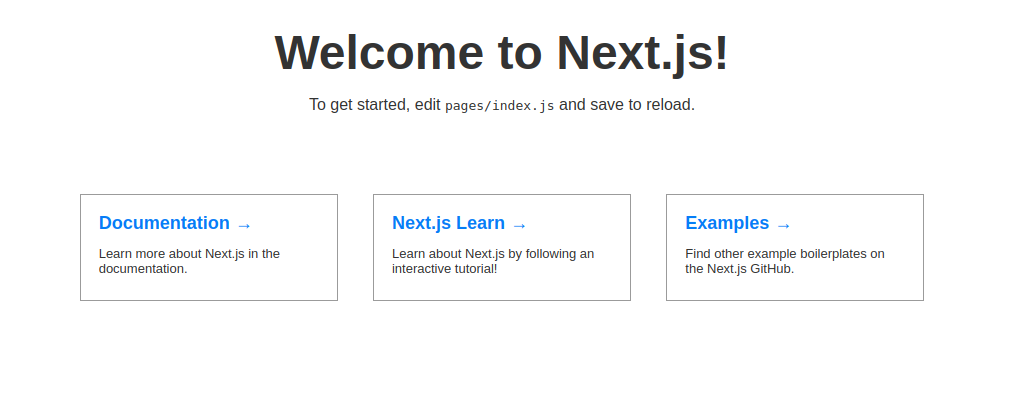 Welcome to Next.js!
To get started, edit pages/index.js and save to reload.
Documentation →
Learn more about Next.js in the
documentation.
Next.js Learn →
Learn about Next.js by following an
interactive tutorial!
Examples →
Find other example boilerplates on
the Next.js GitHub.